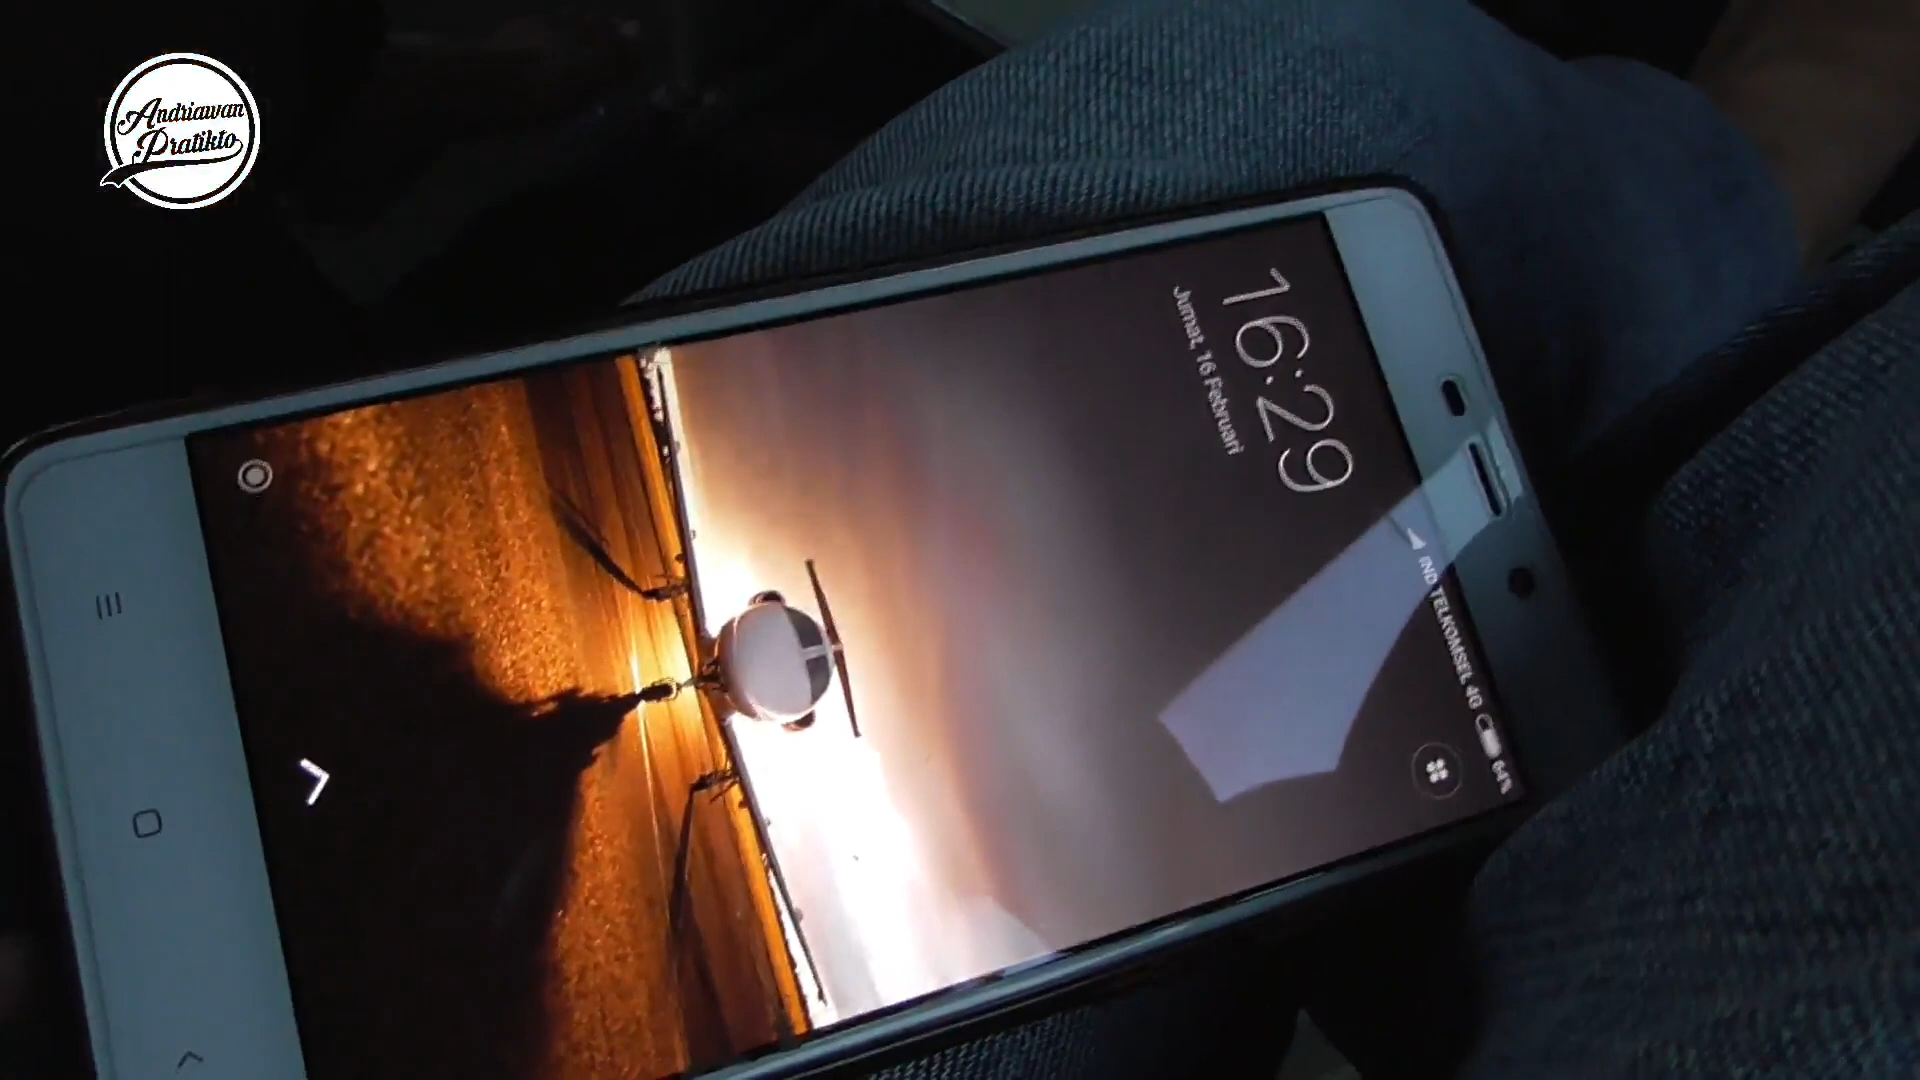 Andriawan
Pratikto
IND TELKOMSEL 4G 64%
16:29
Jumat, 16 Februari